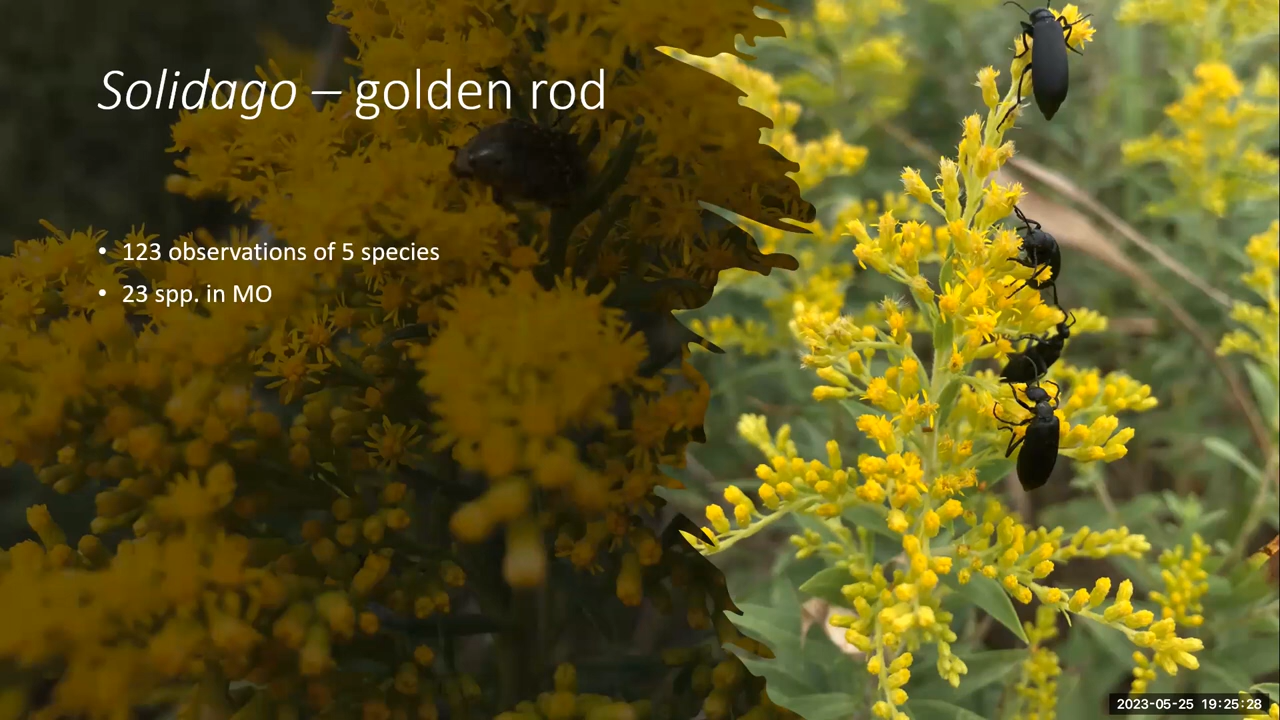 Solidago – golden rod
• 123 observations of 5 species
• 23 spp. in MO
2023-05-25 19:25:28